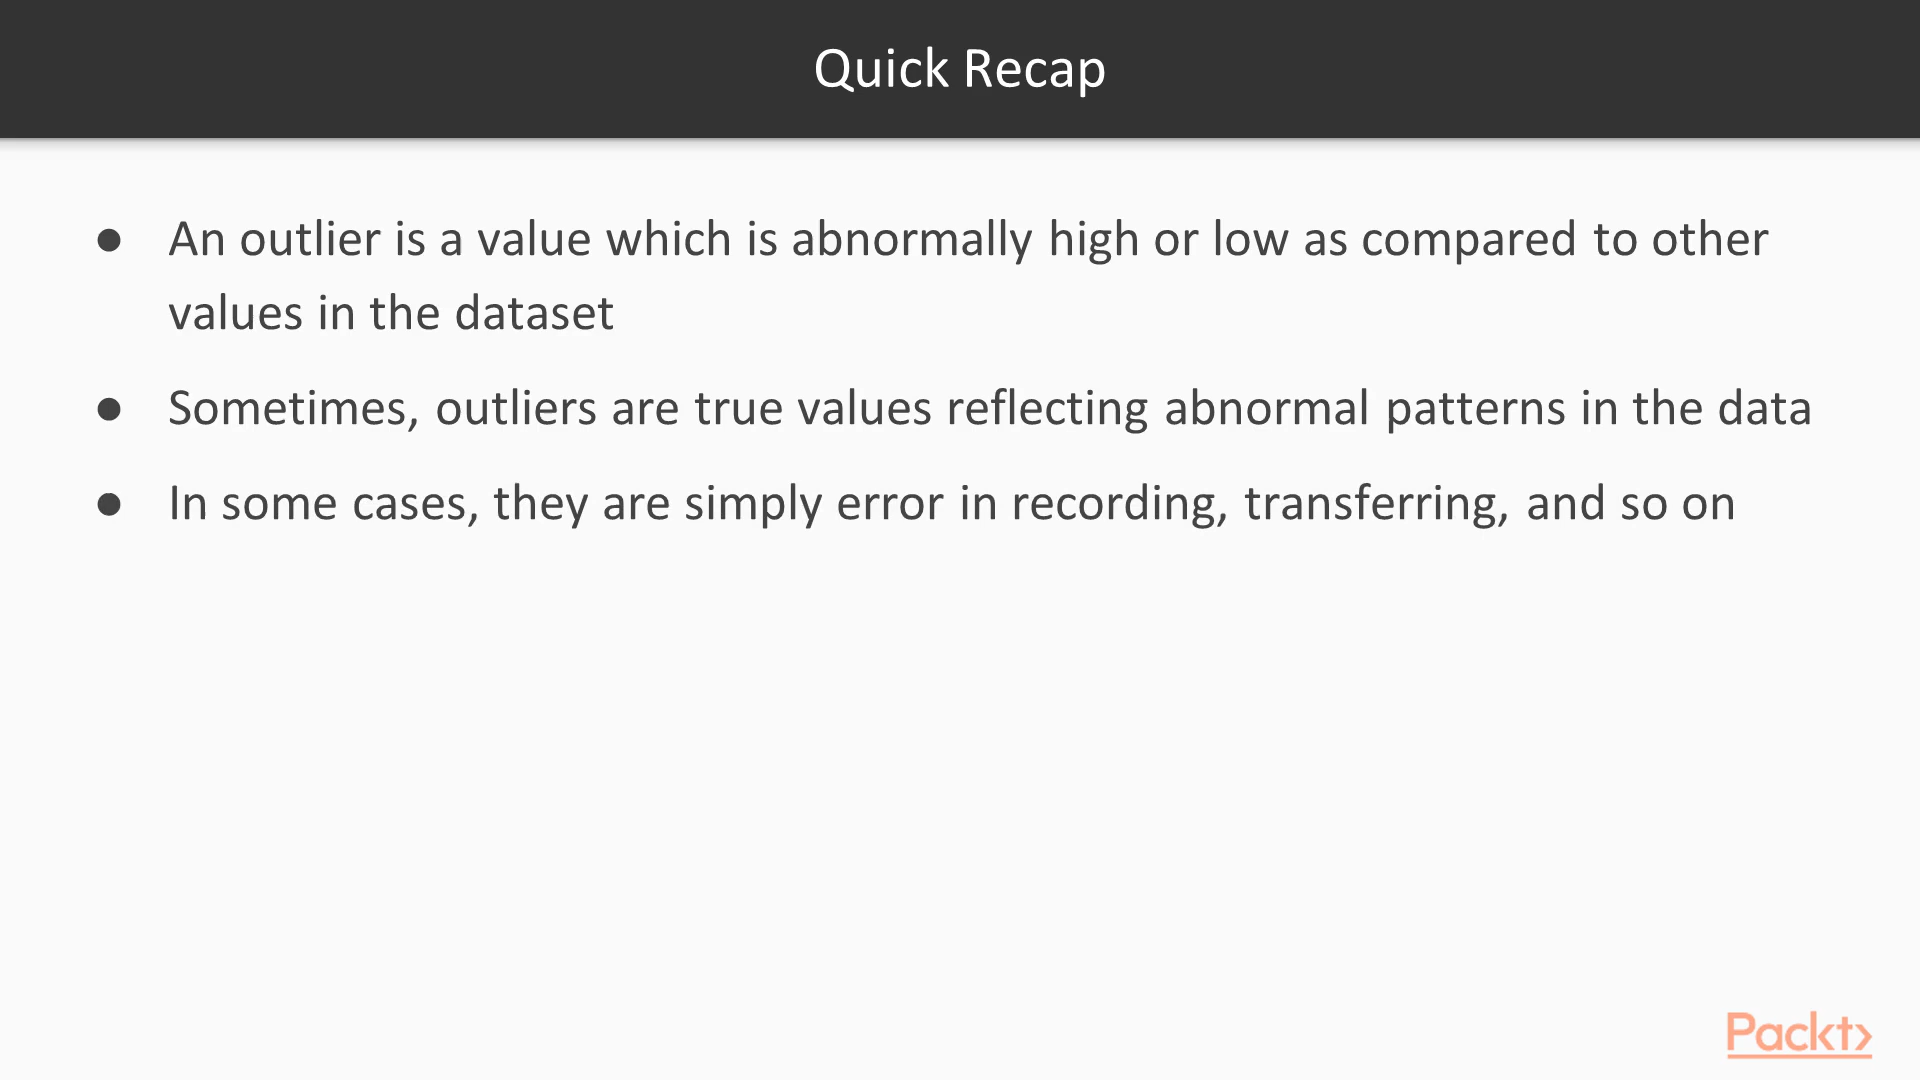 Quick Recap
● An outlier is a value which is abnormally high or low as compared to other
values in the dataset
● Sometimes, outliers are true values reflecting abnormal patterns in the data
● In some cases, they are simply error in recording, transferring, and so on
Packt>